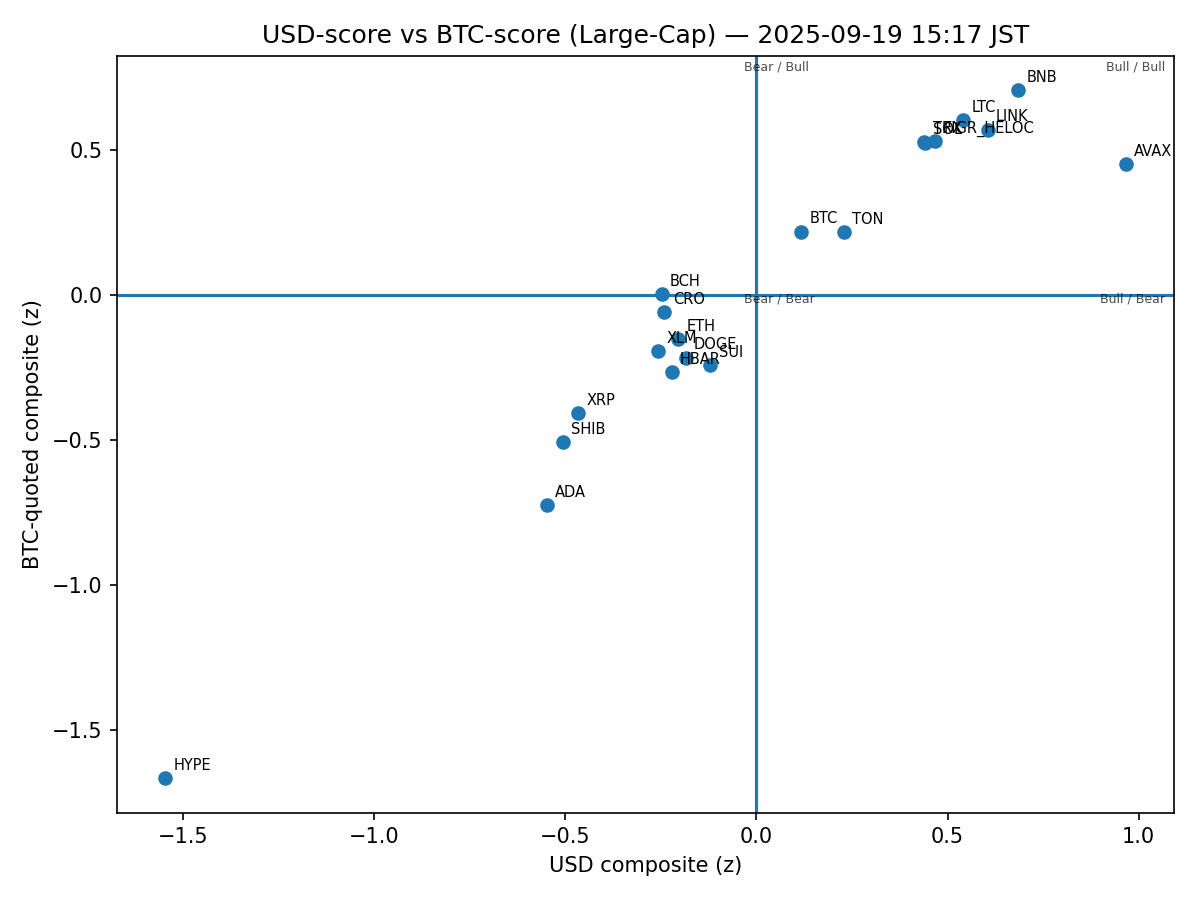 USD-score vs BTC-score (Large-Cap) — 2025-09-19 15:17 JST
Bear / Bull
Bull / Bull
BNB
LTC
LINK
SOL
AVAX
BTC
TON
BCH
CRO
Bear / Bear
Bull / Bear
ETH
XLM
DOGE
SUI
HBAR
XRP
SHIB
ADA
HYPE
0.5
0.0
−0.5
−1.0
−1.5
BTC-quoted composite (z)
−1.5
−1.0
−0.5
0.0
0.5
1.0
USD composite (z)